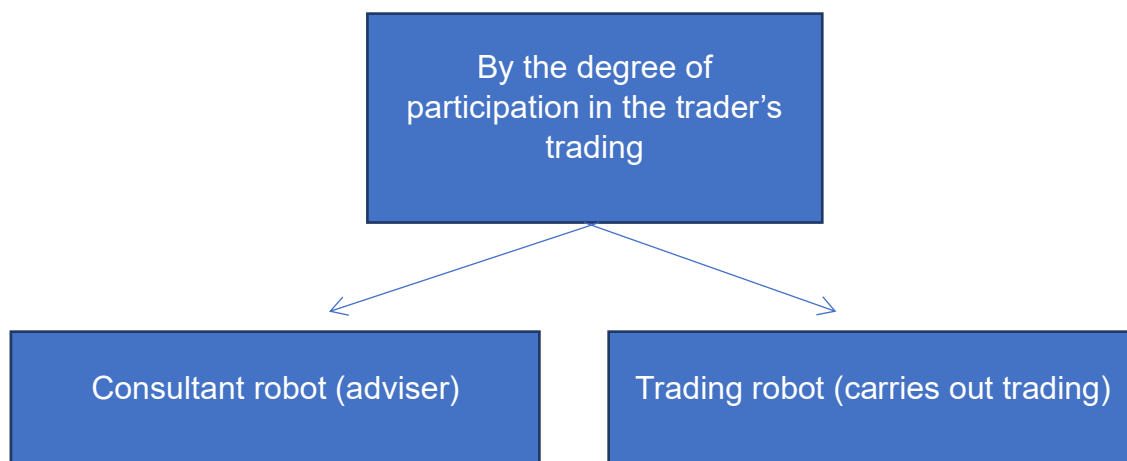 By the degree of
participation in the trader’s
trading
Consultant robot (adviser)
Trading robot (carries out trading)